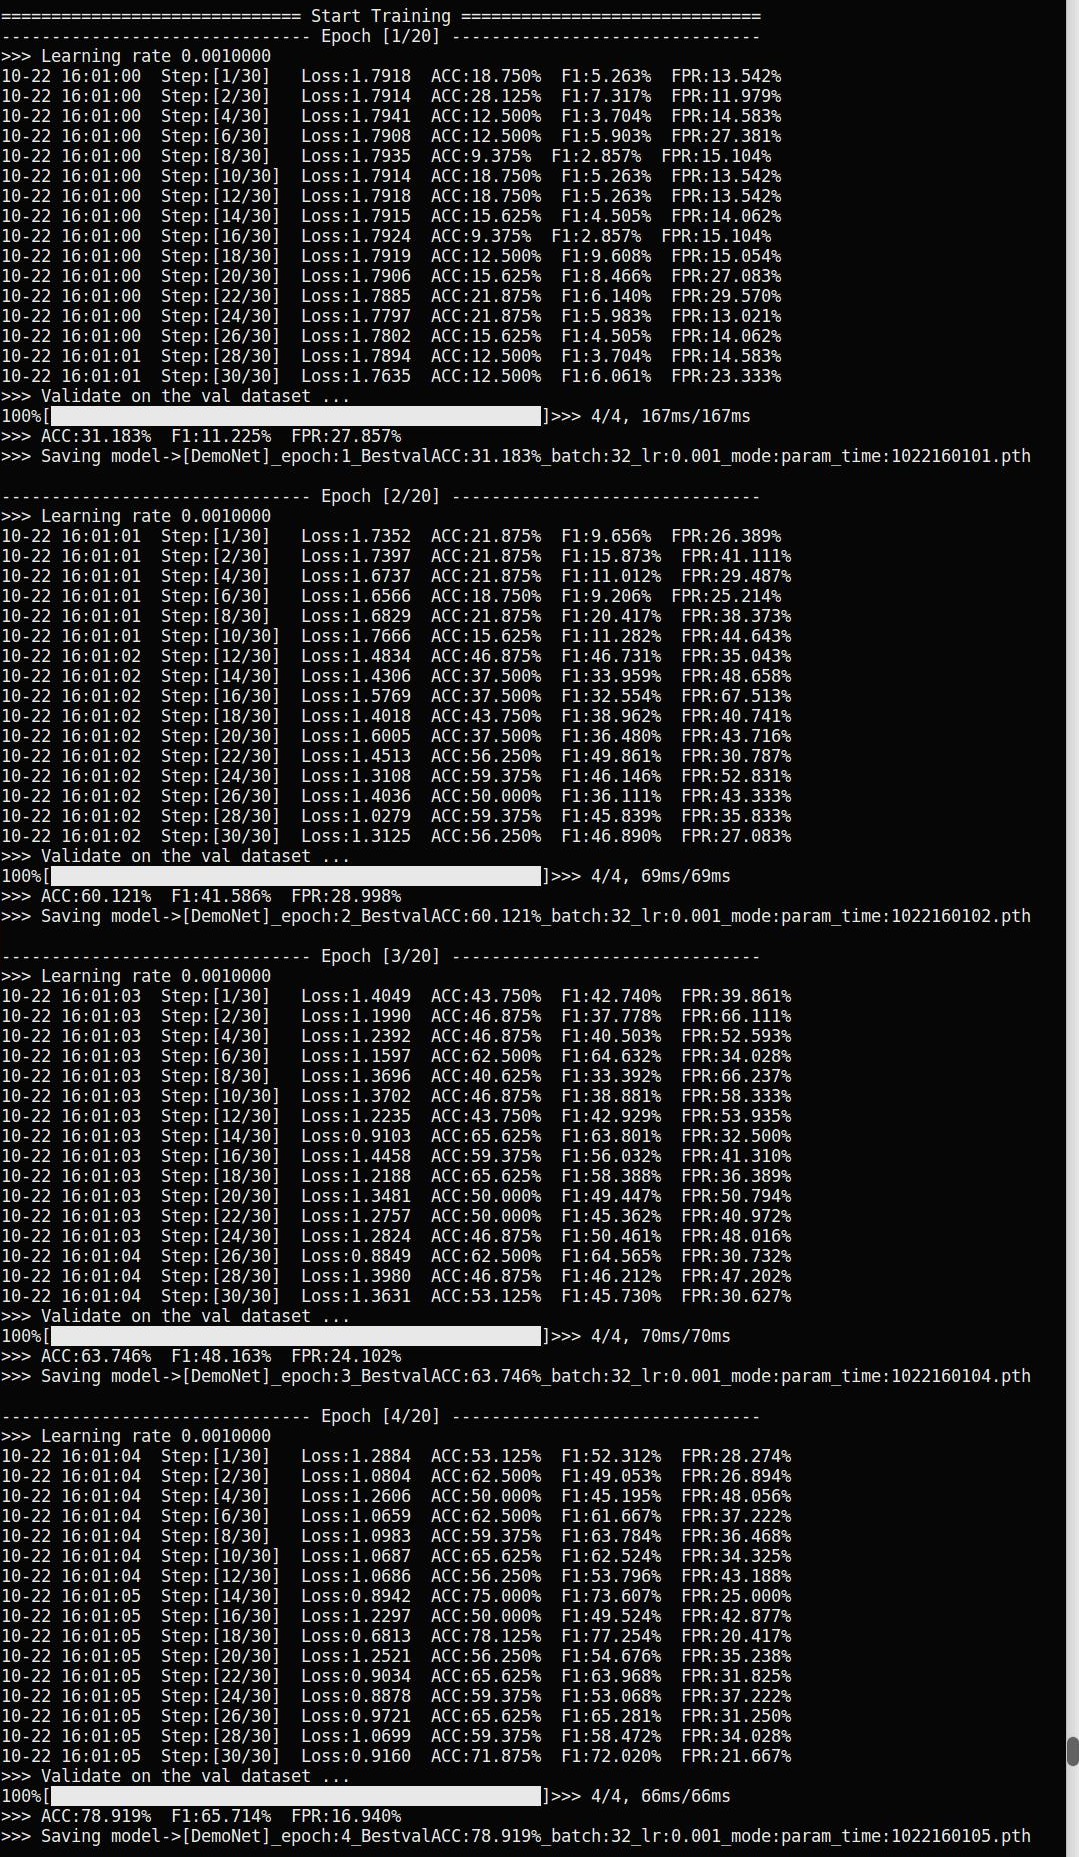 ============================== Start Training ==============================
------------------------------- Epoch [1/20] -------------------------------
>>> Learning rate 0.0010000
10-22 16:01:00  Step:[1/30]   Loss:1.7918  ACC:18.750%  F1:5.263%  FPR:13.542%
10-22 16:01:00  Step:[2/30]   Loss:1.7914  ACC:28.125%  F1:7.317%  FPR:11.979%
10-22 16:01:00  Step:[4/30]   Loss:1.7941  ACC:12.500%  F1:3.704%  FPR:14.583%
10-22 16:01:00  Step:[6/30]   Loss:1.7908  ACC:12.500%  F1:5.903%  FPR:27.381%
10-22 16:01:00  Step:[8/30]   Loss:1.7935  ACC:9.375%  F1:2.857%  FPR:15.104%
10-22 16:01:00  Step:[10/30]  Loss:1.7914  ACC:18.750%  F1:5.263%  FPR:13.542%
10-22 16:01:00  Step:[12/30]  Loss:1.7918  ACC:18.750%  F1:5.263%  FPR:13.542%
10-22 16:01:00  Step:[14/30]  Loss:1.7915  ACC:15.625%  F1:4.505%  FPR:14.062%
10-22 16:01:00  Step:[16/30]  Loss:1.7924  ACC:9.375%  F1:2.857%  FPR:15.104%
10-22 16:01:00  Step:[18/30]  Loss:1.7919  ACC:12.500%  F1:9.608%  FPR:15.054%
10-22 16:01:00  Step:[20/30]  Loss:1.7906  ACC:15.625%  F1:8.466%  FPR:27.083%
10-22 16:01:00  Step:[22/30]  Loss:1.7885  ACC:21.875%  F1:6.140%  FPR:29.570%
10-22 16:01:00  Step:[24/30]  Loss:1.7797  ACC:21.875%  F1:5.983%  FPR:13.021%
10-22 16:01:00  Step:[26/30]  Loss:1.7802  ACC:15.625%  F1:4.505%  FPR:14.062%
10-22 16:01:01  Step:[28/30]  Loss:1.7894  ACC:12.500%  F1:3.704%  FPR:14.583%
10-22 16:01:01  Step:[30/30]  Loss:1.7635  ACC:12.500%  F1:6.061%  FPR:23.333%
>>> Validate on the val dataset ...
100%[                                                 ]>>> 4/4, 167ms/167ms
>>> ACC:31.183%  F1:11.225%  FPR:27.857%
>>> Saving model->[DemoNet]_epoch:1_BestvalACC:31.183%_batch:32_lr:0.001_mode:param_time:1022160101.pth
------------------------------- Epoch [2/20] -------------------------------
>>> Learning rate 0.0010000
10-22 16:01:01  Step:[1/30]   Loss:1.7352  ACC:21.875%  F1:9.656%  FPR:26.389%
10-22 16:01:01  Step:[2/30]   Loss:1.7397  ACC:21.875%  F1:15.873%  FPR:41.111%
10-22 16:01:01  Step:[4/30]   Loss:1.6737  ACC:21.875%  F1:11.012%  FPR:29.487%
10-22 16:01:01  Step:[6/30]   Loss:1.6566  ACC:18.750%  F1:9.206%  FPR:25.214%
10-22 16:01:01  Step:[8/30]   Loss:1.6829  ACC:21.875%  F1:20.417%  FPR:38.373%
10-22 16:01:01  Step:[10/30]  Loss:1.7666  ACC:15.625%  F1:11.282%  FPR:44.643%
10-22 16:01:02  Step:[12/30]  Loss:1.4834  ACC:46.875%  F1:46.731%  FPR:35.043%
10-22 16:01:02  Step:[14/30]  Loss:1.4306  ACC:37.500%  F1:33.959%  FPR:48.658%
10-22 16:01:02  Step:[16/30]  Loss:1.5769  ACC:37.500%  F1:32.554%  FPR:67.513%
10-22 16:01:02  Step:[18/30]  Loss:1.4018  ACC:43.750%  F1:38.962%  FPR:40.741%
10-22 16:01:02  Step:[20/30]  Loss:1.6005  ACC:37.500%  F1:36.480%  FPR:43.716%
10-22 16:01:02  Step:[22/30]  Loss:1.4513  ACC:56.250%  F1:49.861%  FPR:30.787%
10-22 16:01:02  Step:[24/30]  Loss:1.3108  ACC:59.375%  F1:46.146%  FPR:52.831%
10-22 16:01:02  Step:[26/30]  Loss:1.4036  ACC:50.000%  F1:36.111%  FPR:43.333%
10-22 16:01:02  Step:[28/30]  Loss:1.0279  ACC:59.375%  F1:45.839%  FPR:35.833%
10-22 16:01:02  Step:[30/30]  Loss:1.3125  ACC:56.250%  F1:46.890%  FPR:27.083%
>>> Validate on the val dataset ...
100%[                                                 ]>>> 4/4, 69ms/69ms
>>> ACC:60.121%  F1:41.586%  FPR:28.998%
>>> Saving model->[DemoNet]_epoch:2_BestvalACC:60.121%_batch:32_lr:0.001_mode:param_time:1022160102.pth
------------------------------- Epoch [3/20] -------------------------------
>>> Learning rate 0.0010000
10-22 16:01:03  Step:[1/30]   Loss:1.4049  ACC:43.750%  F1:42.740%  FPR:39.861%
10-22 16:01:03  Step:[2/30]   Loss:1.1990  ACC:46.875%  F1:37.778%  FPR:66.111%
10-22 16:01:03  Step:[4/30]   Loss:1.2392  ACC:46.875%  F1:40.503%  FPR:52.593%
10-22 16:01:03  Step:[6/30]   Loss:1.1597  ACC:62.500%  F1:64.632%  FPR:34.028%
10-22 16:01:03  Step:[8/30]   Loss:1.3696  ACC:40.625%  F1:33.392%  FPR:66.237%
10-22 16:01:03  Step:[10/30]  Loss:1.3702  ACC:46.875%  F1:38.881%  FPR:58.333%
10-22 16:01:03  Step:[12/30]  Loss:1.2235  ACC:43.750%  F1:42.929%  FPR:53.935%
10-22 16:01:03  Step:[14/30]  Loss:0.9103  ACC:65.625%  F1:63.801%  FPR:32.500%
10-22 16:01:03  Step:[16/30]  Loss:1.4458  ACC:59.375%  F1:56.032%  FPR:41.310%
10-22 16:01:03  Step:[18/30]  Loss:1.2188  ACC:65.625%  F1:58.388%  FPR:36.389%
10-22 16:01:03  Step:[20/30]  Loss:1.3481  ACC:50.000%  F1:49.447%  FPR:50.794%
10-22 16:01:03  Step:[22/30]  Loss:1.2757  ACC:50.000%  F1:45.362%  FPR:40.972%
10-22 16:01:03  Step:[24/30]  Loss:1.2824  ACC:46.875%  F1:50.461%  FPR:48.016%
10-22 16:01:04  Step:[26/30]  Loss:0.8849  ACC:62.500%  F1:64.565%  FPR:30.732%
10-22 16:01:04  Step:[28/30]  Loss:1.3980  ACC:46.875%  F1:46.212%  FPR:47.202%
10-22 16:01:04  Step:[30/30]  Loss:1.3631  ACC:53.125%  F1:45.730%  FPR:30.627%
>>> Validate on the val dataset ...
100%[                                                 ]>>> 4/4, 70ms/70ms
>>> ACC:63.746%  F1:48.163%  FPR:24.102%
>>> Saving model->[DemoNet]_epoch:3_BestvalACC:63.746%_batch:32_lr:0.001_mode:param_time:1022160104.pth
------------------------------- Epoch [4/20] -------------------------------
>>> Learning rate 0.0010000
10-22 16:01:04  Step:[1/30]   Loss:1.2884  ACC:53.125%  F1:52.312%  FPR:28.274%
10-22 16:01:04  Step:[2/30]   Loss:1.0804  ACC:62.500%  F1:49.053%  FPR:26.894%
10-22 16:01:04  Step:[4/30]   Loss:1.2606  ACC:50.000%  F1:45.195%  FPR:48.056%
10-22 16:01:04  Step:[6/30]   Loss:1.0659  ACC:62.500%  F1:61.667%  FPR:37.222%
10-22 16:01:04  Step:[8/30]   Loss:1.0983  ACC:59.375%  F1:63.784%  FPR:36.468%
10-22 16:01:04  Step:[10/30]  Loss:1.0687  ACC:65.625%  F1:62.524%  FPR:34.325%
10-22 16:01:04  Step:[12/30]  Loss:1.0686  ACC:56.250%  F1:53.796%  FPR:43.188%
10-22 16:01:05  Step:[14/30]  Loss:0.8942  ACC:75.000%  F1:73.607%  FPR:25.000%
10-22 16:01:05  Step:[16/30]  Loss:1.2297  ACC:50.000%  F1:49.524%  FPR:42.877%
10-22 16:01:05  Step:[18/30]  Loss:0.6813  ACC:78.125%  F1:77.254%  FPR:20.417%
10-22 16:01:05  Step:[20/30]  Loss:1.2521  ACC:56.250%  F1:54.676%  FPR:35.238%
10-22 16:01:05  Step:[22/30]  Loss:0.9034  ACC:65.625%  F1:63.968%  FPR:31.825%
10-22 16:01:05  Step:[24/30]  Loss:0.8878  ACC:59.375%  F1:53.068%  FPR:37.222%
10-22 16:01:05  Step:[26/30]  Loss:0.9721  ACC:65.625%  F1:65.281%  FPR:31.250%
10-22 16:01:05  Step:[28/30]  Loss:1.0699  ACC:59.375%  F1:58.472%  FPR:34.028%
10-22 16:01:05  Step:[30/30]  Loss:0.9160  ACC:71.875%  F1:72.020%  FPR:21.667%
>>> Validate on the val dataset ...
100%[                                                 ]>>> 4/4, 66ms/66ms
>>> ACC:78.919%  F1:65.714%  FPR:16.940%
>>> Saving model->[DemoNet]_epoch:4_BestvalACC:78.919%_batch:32_lr:0.001_mode:param_time:1022160105.pth